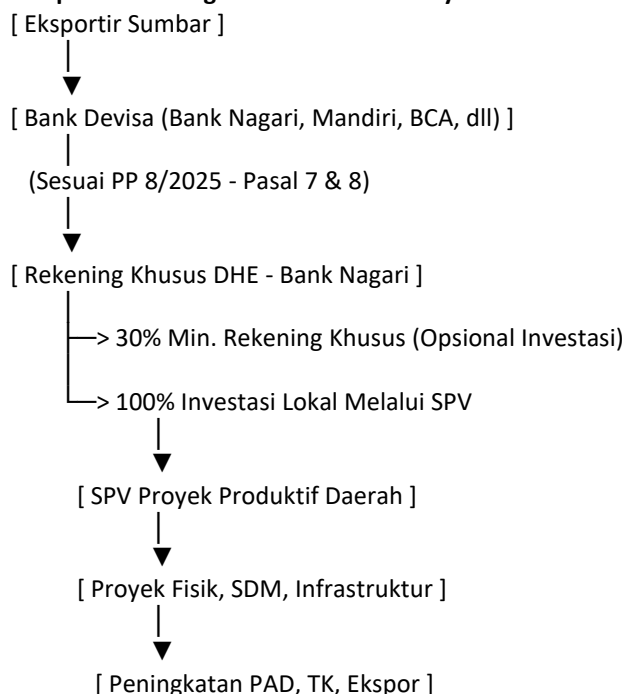 [ Eksportir Sumbar ]
[ Bank Devisa (Bank Nagari, Mandiri, BCA, dll) ]
(Sesuai PP 8/2025 - Pasal 7 & 8)
[ Rekening Khusus DHE - Bank Nagari ]
> 30% Min. Rekening Khusus (Opsional Investasi)
> 100% Investasi Lokal Melalui SPV
[ SPV Proyek Produktif Daerah ]
[ Proyek Fisik, SDM, Infrastruktur ]
[ Peningkatan PAD, TK, Ekspor ]